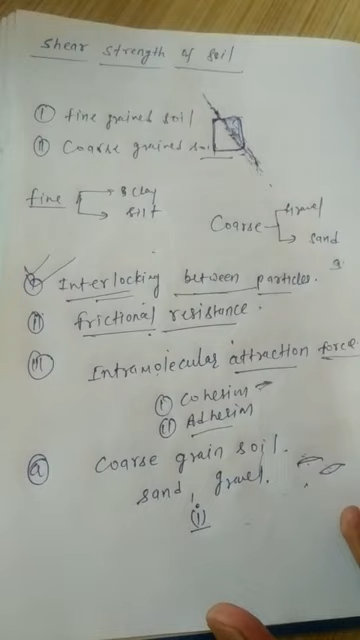 Shear Strength of Soil
(I) fine grained soil
(II) Coarse grained soil
fine → clay
→ silt
Coarse → gravel
→ sand
(I) Interlocking between particles.
(II) frictional resistance.
(III) Intramolecular attraction force.
(I) Cohesion →
(II) Adhesion
(a) Coarse grain soil.
sand, gravel.
(i)